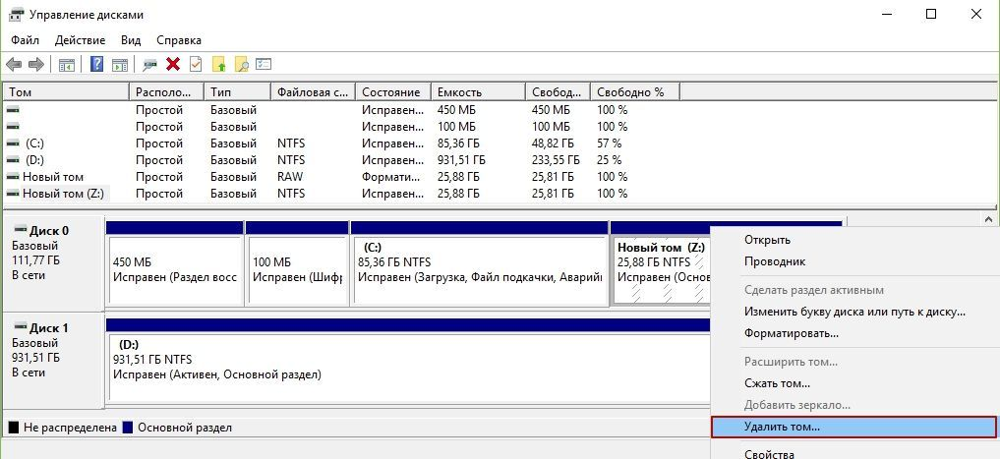 Управление дисками
Файл Действие Вид Справка
Том Располо... Тип Файловая с... Состояние Емкость Свобод... Свободно %
Простой Базовый Исправен... 450 МБ 450 МБ 100 %
Простой Базовый Исправен... 100 МБ 100 МБ 100 %
(C:) Простой Базовый NTFS Исправен... 85,36 ГБ 48,82 ГБ 57 %
(D:) Простой Базовый NTFS Исправен... 931,51 ГБ 233,55 ГБ 25 %
Новый том Простой Базовый RAW Формати... 25,88 ГБ 25,81 ГБ 100 %
Новый том (Z:) Простой Базовый NTFS Исправен... 25,88 ГБ 25,81 ГБ 100 %
Диск 0
Базовый
111,77 ГБ
В сети
450 МБ
Исправен (Раздел восс
100 МБ
Исправен (Шифр
(C:)
85,36 ГБ NTFS
Исправен (Загрузка, Файл подкачки, Аварий
Новый том (Z:)
25,88 ГБ NTFS
Исправен (Осно
Диск 1
Базовый
931,51 ГБ
В сети
(D:)
931,51 ГБ NTFS
Исправен (Активен, Основной раздел)
Не распределена Основной раздел
Открыть
Проводник
Сделать раздел активным
Изменить букву диска или путь к диску...
Форматировать...
Расширить том...
Сжать том...
Добавить зеркало...
Удалить том...
Свойства